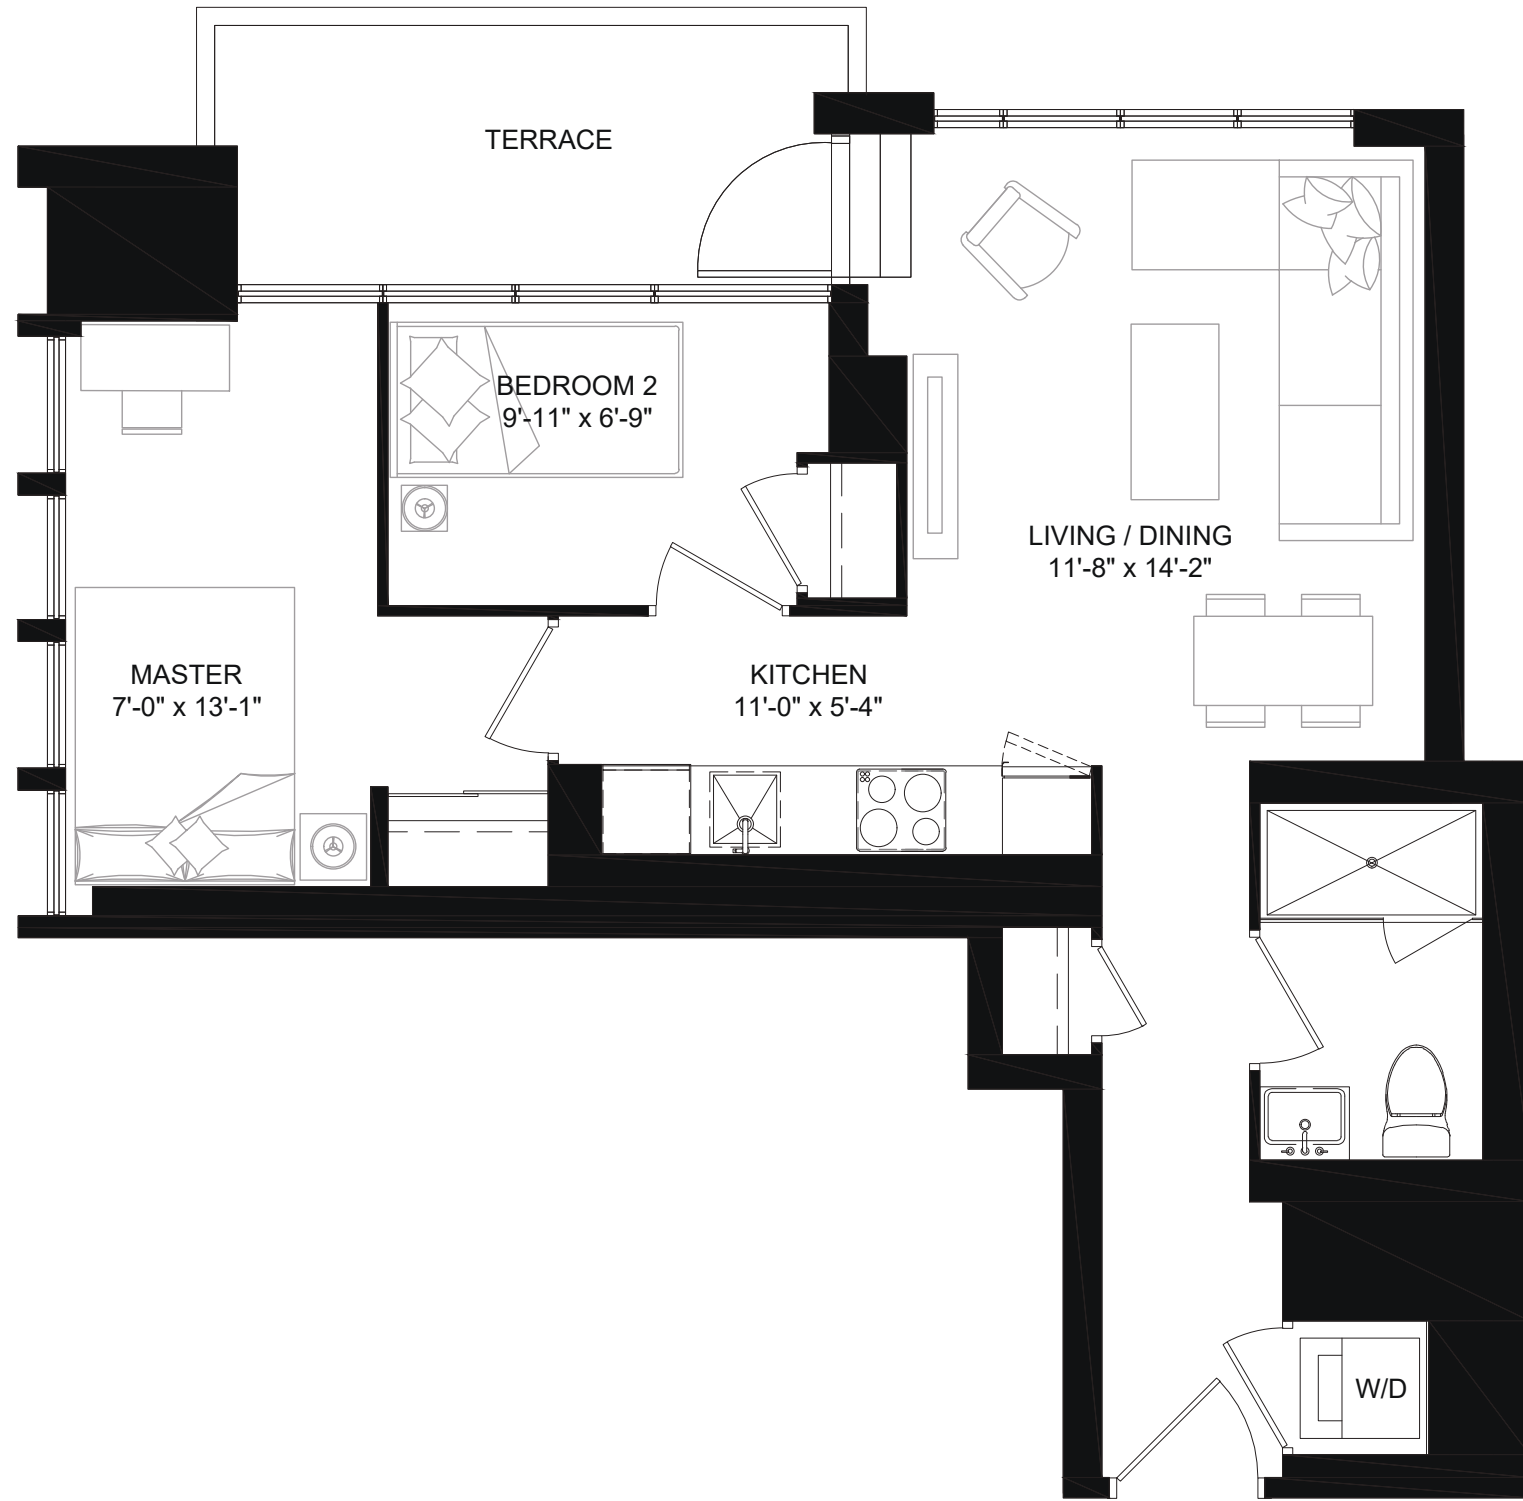 TERRACE
BEDROOM 2
9'-11" x 6'-9"
LIVING / DINING
11'-8" x 14'-2"
MASTER
7'-0" x 13'-1"
KITCHEN
11'-0" x 5'-4"
W/D